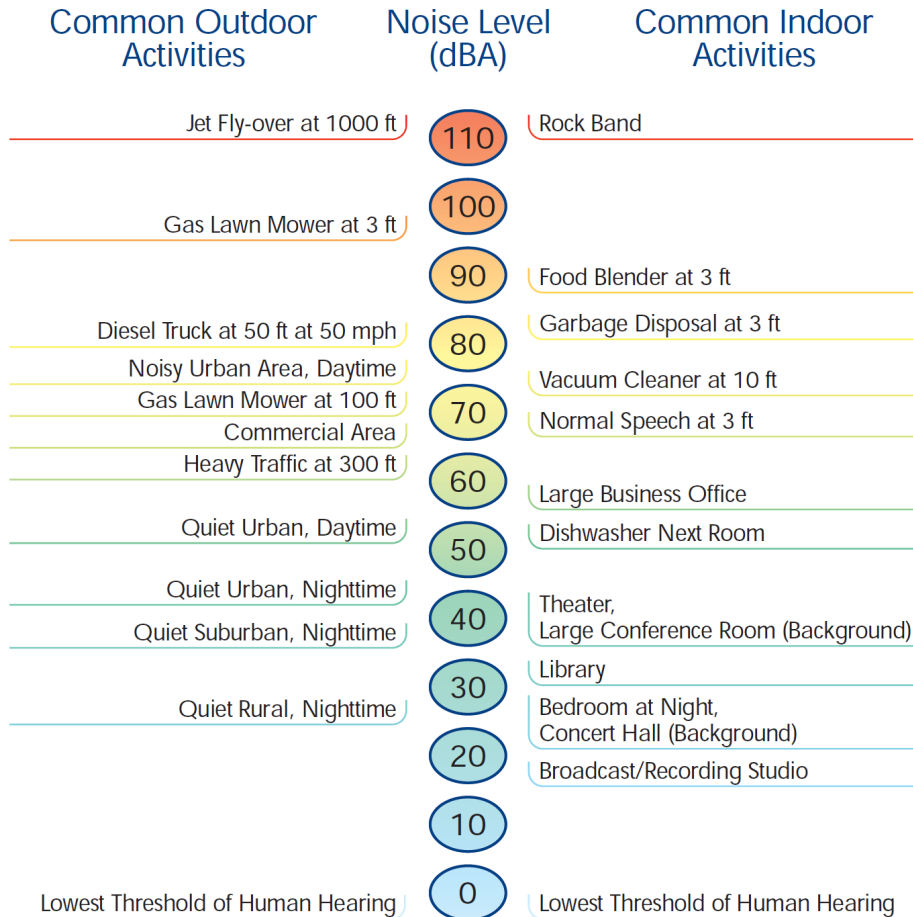 Common Outdoor
Activities
Noise Level
(dBA)
Common Indoor
Activities
Jet Fly-over at 1000 ft
110
Rock Band
100
Gas Lawn Mower at 3 ft
90
Food Blender at 3 ft
Diesel Truck at 50 ft at 50 mph
80
Garbage Disposal at 3 ft
Noisy Urban Area, Daytime
Vacuum Cleaner at 10 ft
Gas Lawn Mower at 100 ft
70
Normal Speech at 3 ft
Commercial Area
Heavy Traffic at 300 ft
60
Large Business Office
Quiet Urban, Daytime
50
Dishwasher Next Room
Quiet Urban, Nighttime
40
Theater,
Large Conference Room (Background)
Quiet Suburban, Nighttime
30
Library
Quiet Rural, Nighttime
Bedroom at Night,
Concert Hall (Background)
20
Broadcast/Recording Studio
10
Lowest Threshold of Human Hearing
0
Lowest Threshold of Human Hearing